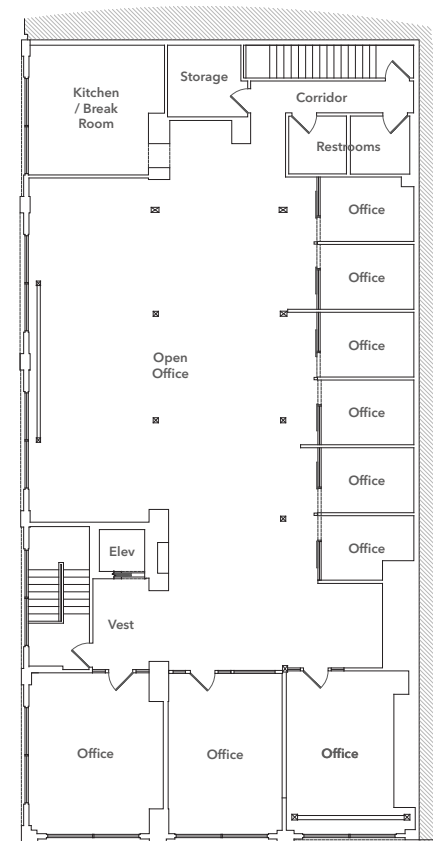 Storage
Kitchen
/ Break
Room
Corridor
Restrooms
Office
Office
Office
Open
Office
Office
Office
Office
Elev
Vest
Office
Office
Office